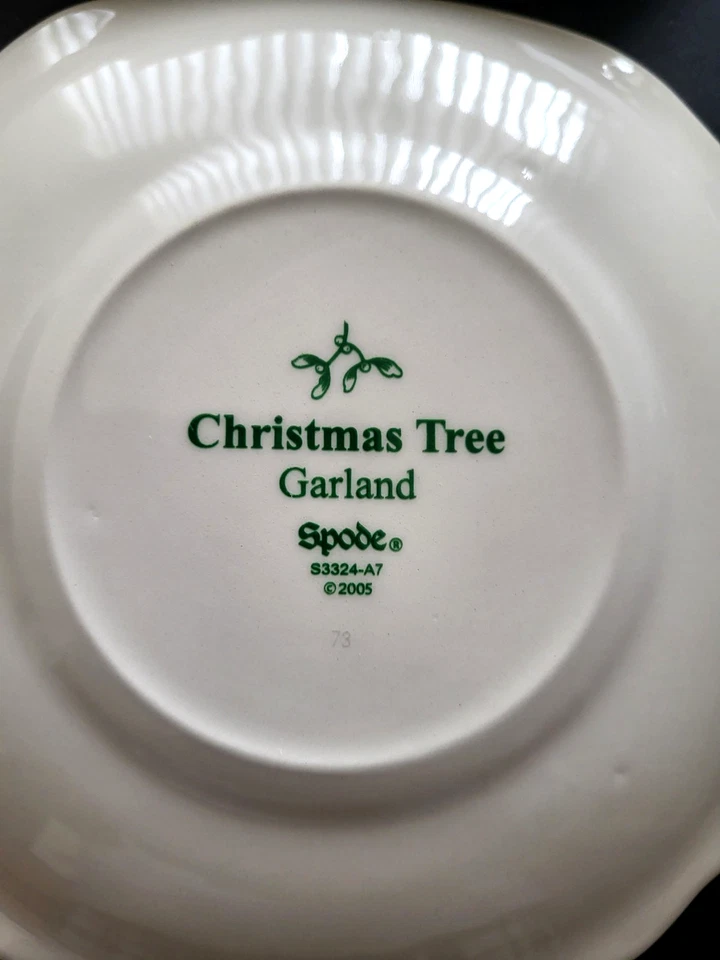 Christmas Tree
Garland
Spode®
S3324-A7
©2005
73